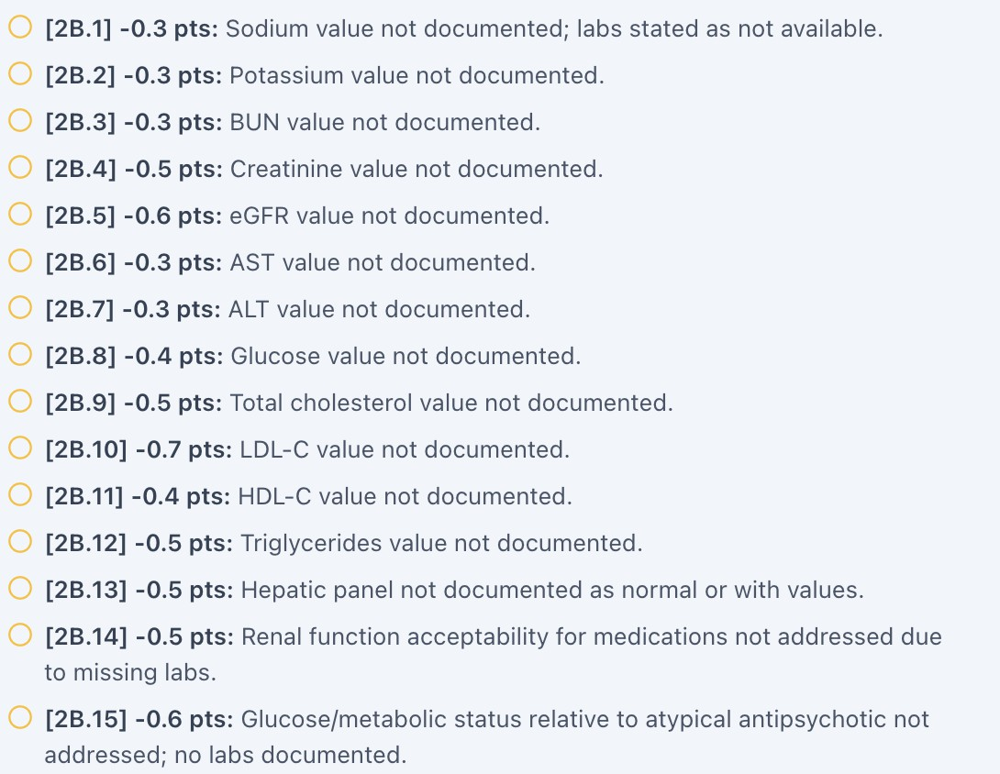 [2B.1] -0.3 pts: Sodium value not documented; labs stated as not available.
[2B.2] -0.3 pts: Potassium value not documented.
[2B.3] -0.3 pts: BUN value not documented.
[2B.4] -0.5 pts: Creatinine value not documented.
[2B.5] -0.6 pts: eGFR value not documented.
[2B.6] -0.3 pts: AST value not documented.
[2B.7] -0.3 pts: ALT value not documented.
[2B.8] -0.4 pts: Glucose value not documented.
[2B.9] -0.5 pts: Total cholesterol value not documented.
[2B.10] -0.7 pts: LDL-C value not documented.
[2B.11] -0.4 pts: HDL-C value not documented.
[2B.12] -0.5 pts: Triglycerides value not documented.
[2B.13] -0.5 pts: Hepatic panel not documented as normal or with values.
[2B.14] -0.5 pts: Renal function acceptability for medications not addressed due
to missing labs.
[2B.15] -0.6 pts: Glucose/metabolic status relative to atypical antipsychotic not
addressed; no labs documented.